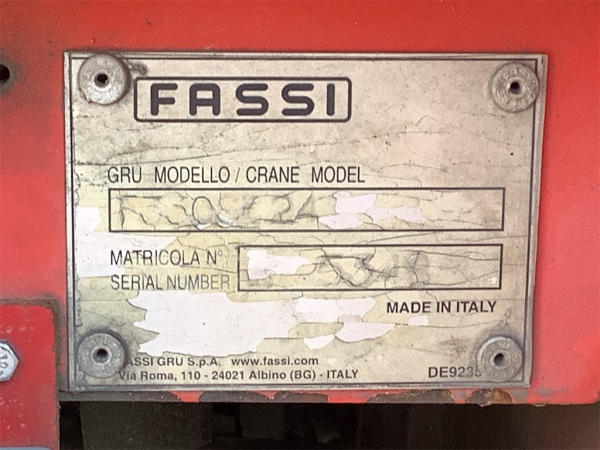 FASSI
GRU MODELLO / CRANE MODEL
MATRICOLA N°
SERIAL NUMBER
MADE IN ITALY
FASSI GRU S.p.A. www.fassi.com
Via Roma, 110 - 24021 Albino (BG) - ITALY